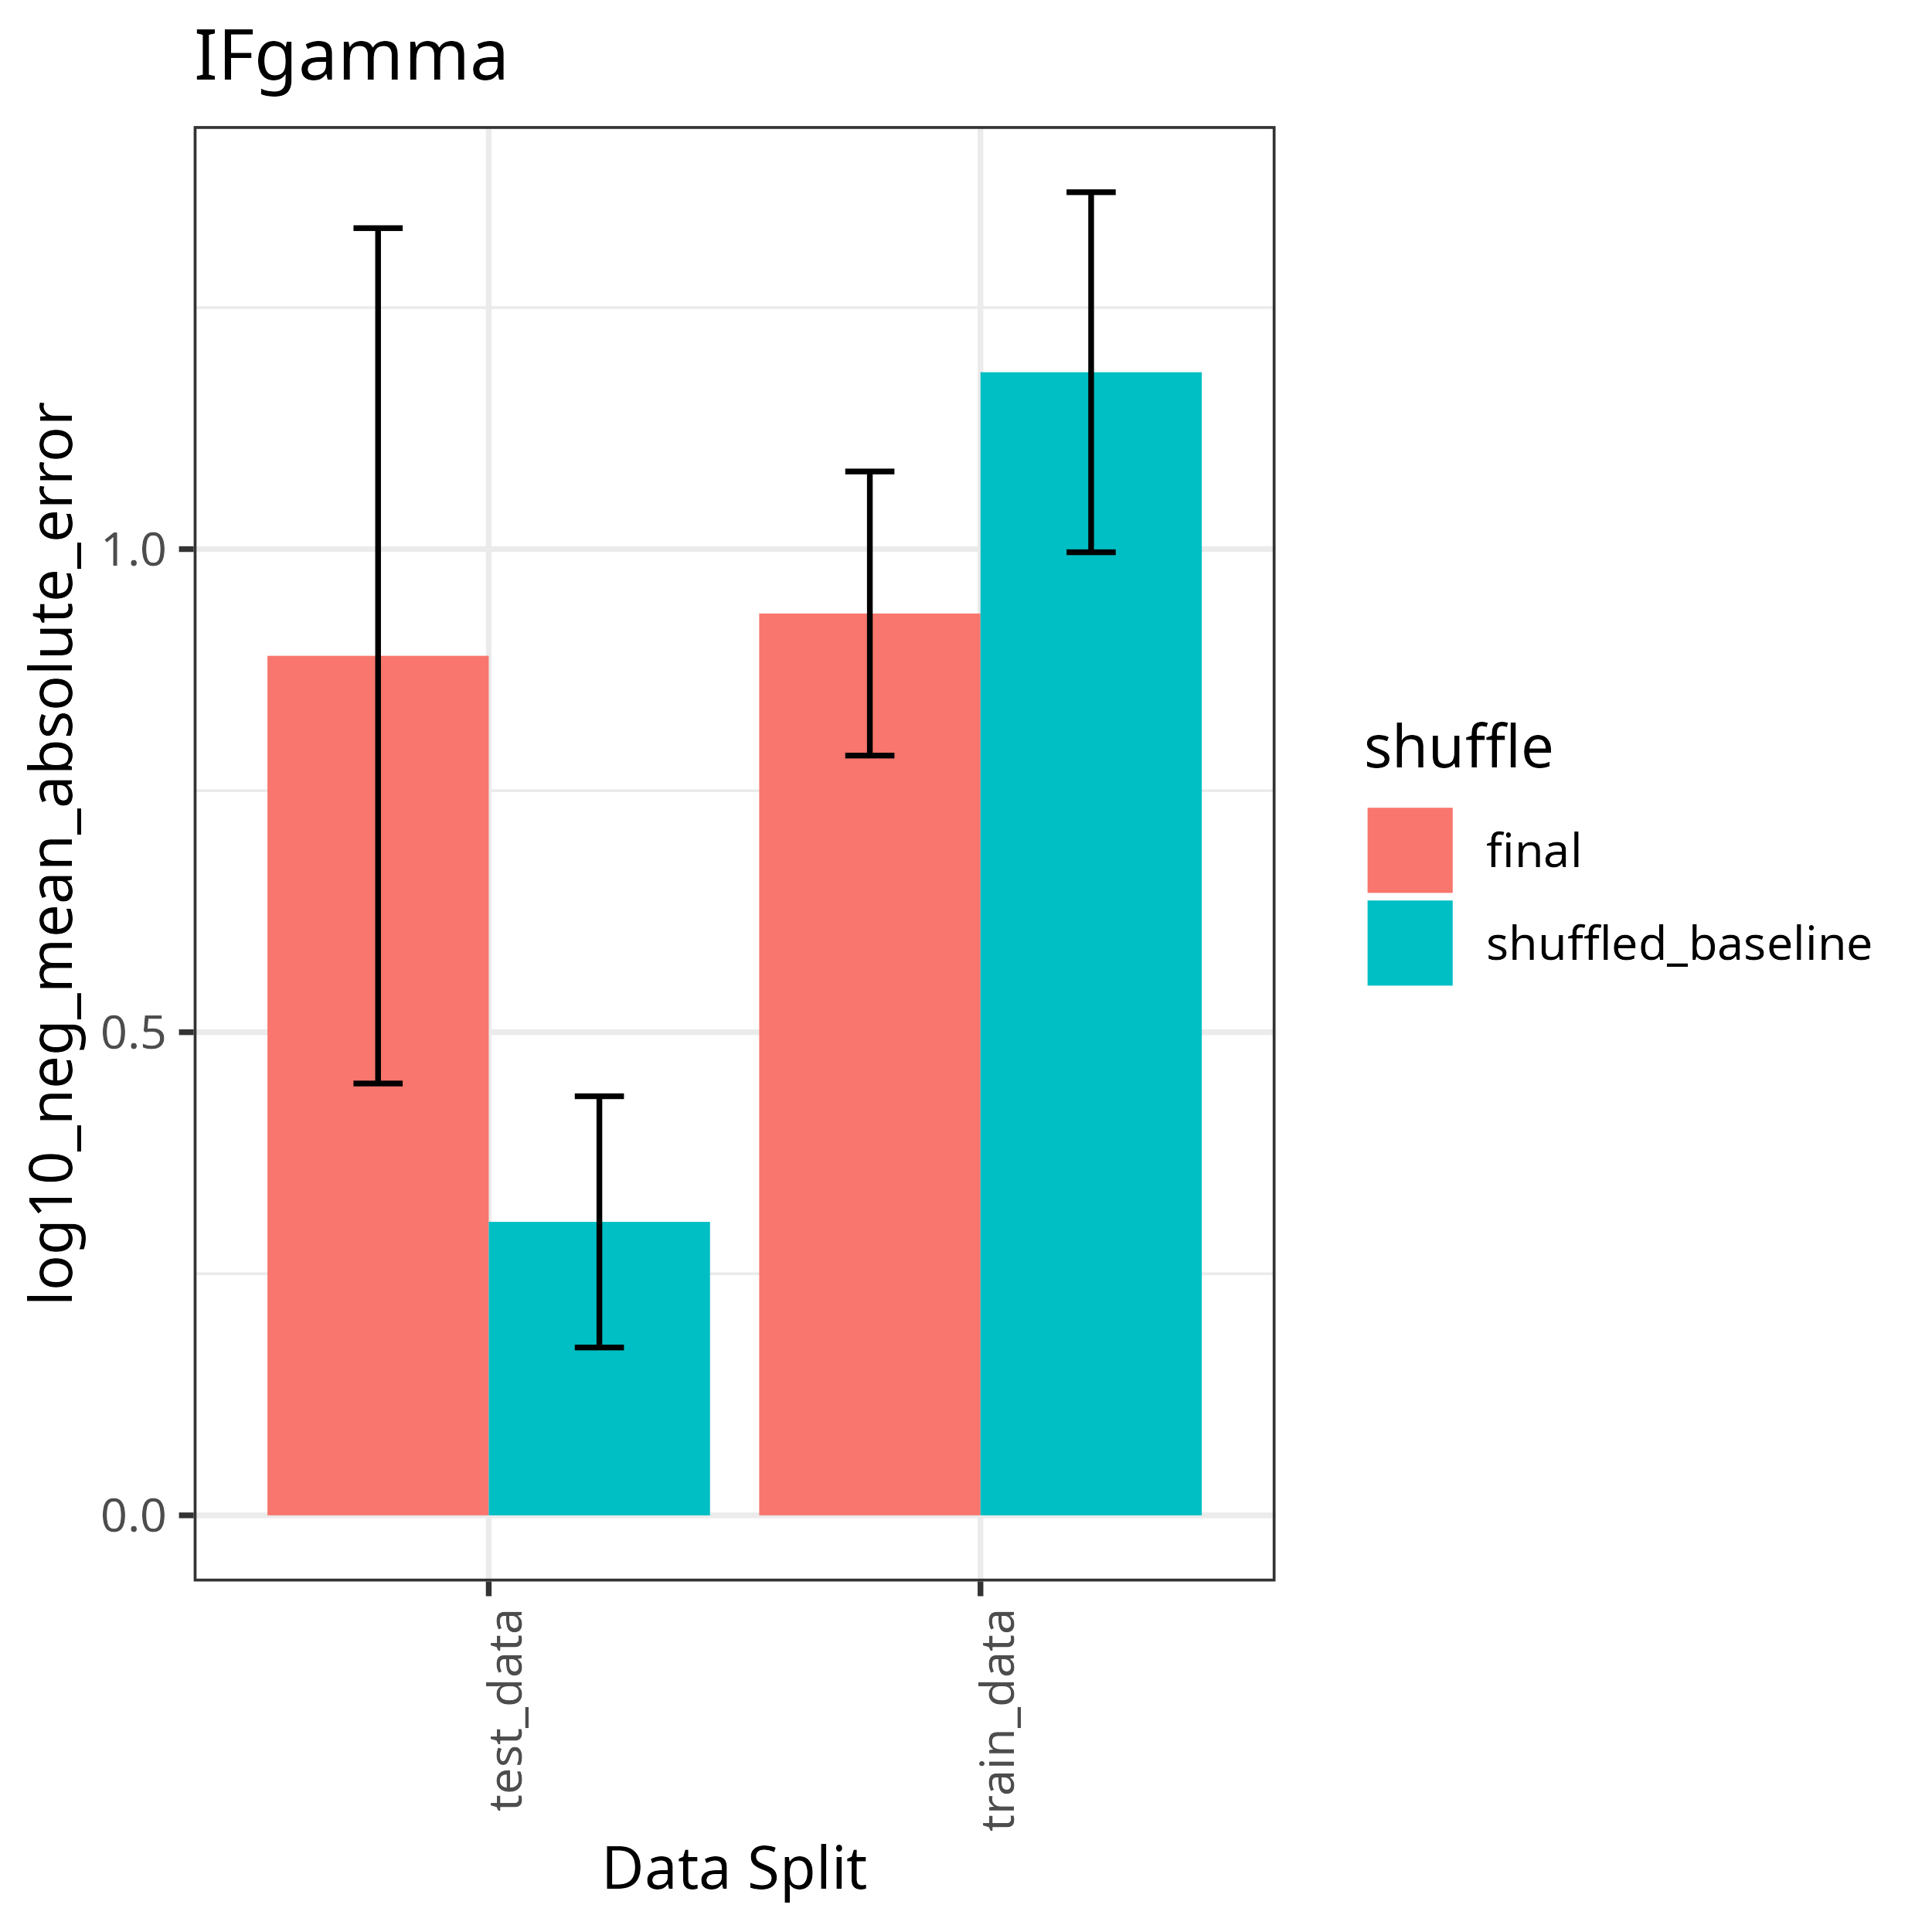 IFgamma
log10_neg_mean_absolute_error
1.0
0.5
0.0
test_data
train_data
Data Split
shuffle
final
shuffled_baseline